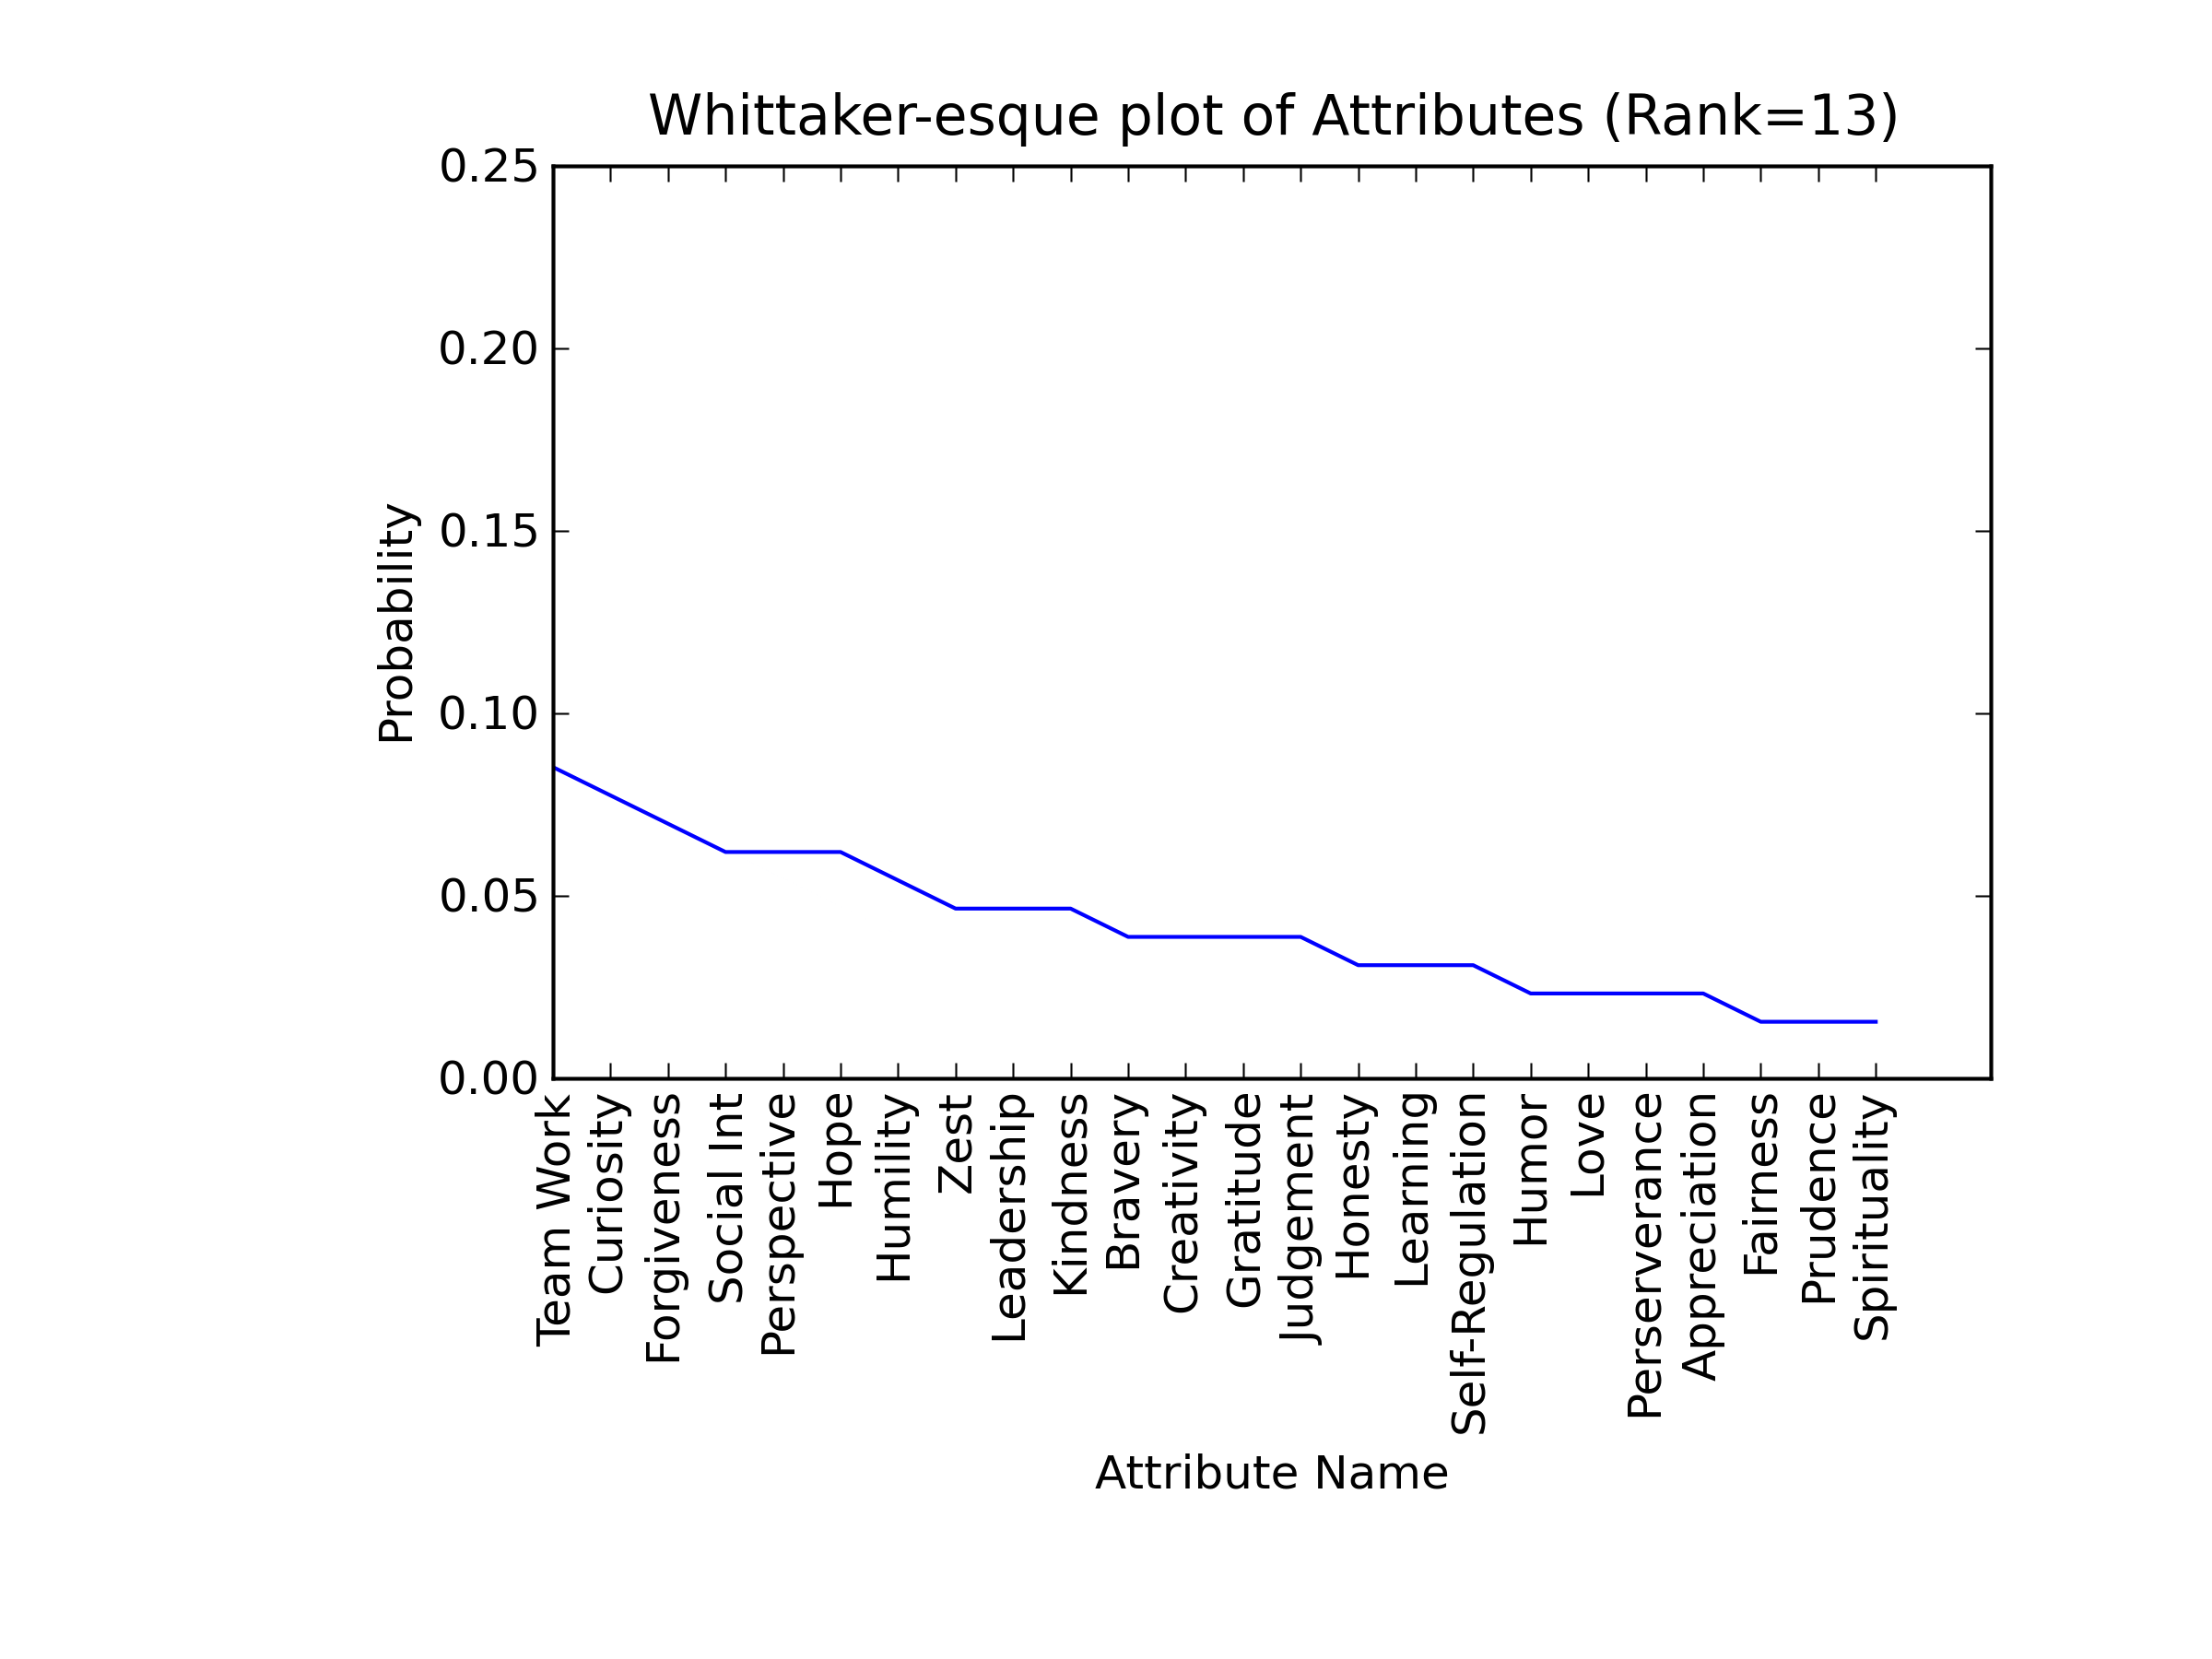 Whittaker-esque plot of Attributes (Rank=13)
0.25
0.20
0.15
0.10
0.05
0.00
Probability
Team Work
Curiosity
Forgiveness
Social Int
Perspective
Hope
Humility
Zest
Leadership
Kindness
Bravery
Creativity
Gratitude
Judgement
Honesty
Learning
Self-Regulation
Humor
Love
Perserverance
Appreciation
Fairness
Prudence
Spirituality
Attribute Name